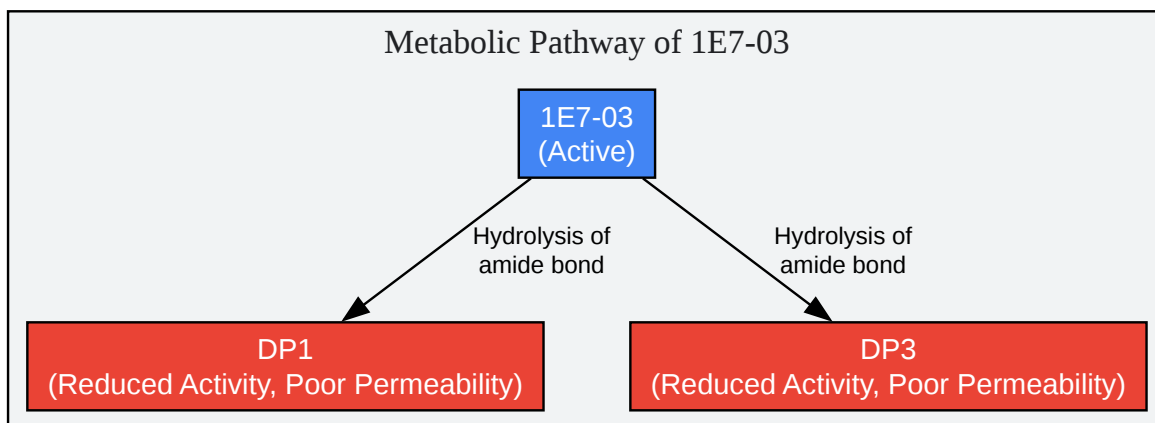 Metabolic Pathway of 1E7-03
1E7-03
(Active)
Hydrolysis of
amide bond
Hydrolysis of
amide bond
DP1
(Reduced Activity, Poor Permeability)
DP3
(Reduced Activity, Poor Permeability)